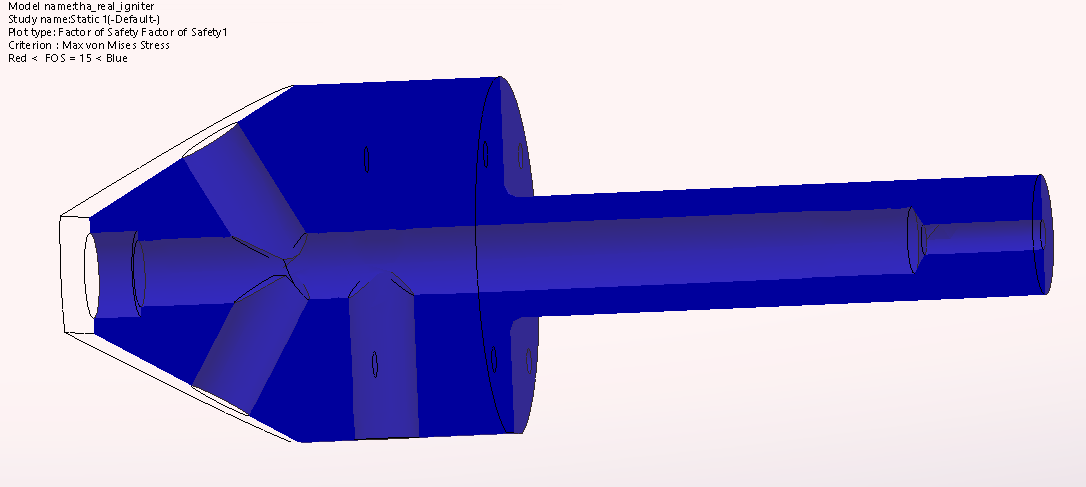 Model name:tha_real_igniter
Study name:Static 1(-Default-)
Plot type: Factor of Safety Factor of Safety1
Criterion : Max von Mises Stress
Red < FOS = 15 < Blue